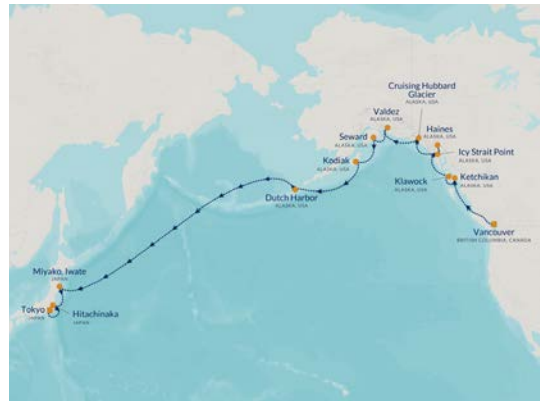 Cruising Hubbard
Glacier
ALASKA, USA
Valdez
ALASKA, USA
Haines
ALASKA, USA
Seward
ALASKA, USA
Icy Strait Point
ALASKA, USA
Kodiak
ALASKA, USA
Ketchikan
ALASKA, USA
Klawock
ALASKA, USA
Dutch Harbor
ALASKA, USA
Vancouver
BRITISH COLUMBIA, CANADA
Miyako, Iwate
JAPAN
Tokyo
JAPAN
Hitachinaka
JAPAN